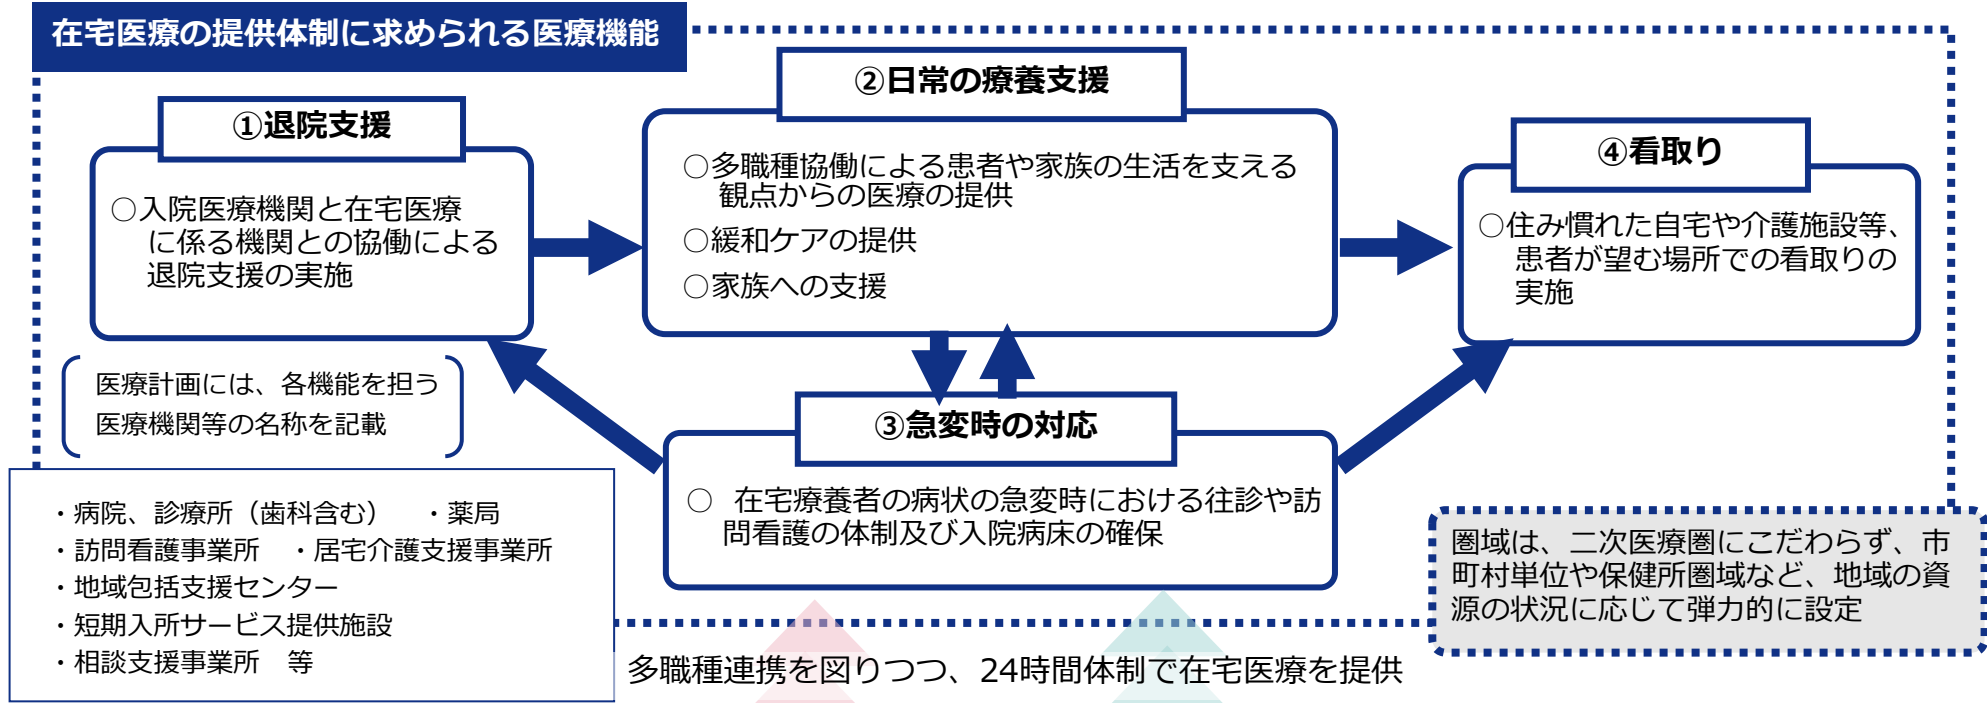 在宅医療の提供体制に求められる医療機能
①退院支援
○入院医療機関と在宅医療
に係る機関との協働による
退院支援の実施
②日常の療養支援
○多職種協働による患者や家族の生活を支える
観点からの医療の提供
○緩和ケアの提供
○家族への支援
④看取り
○住み慣れた自宅や介護施設等、
患者が望む場所での看取りの
実施
医療計画には、各機能を担う
医療機関等の名称を記載
③急変時の対応
○ 在宅療養者の病状の急変時における往診や訪
問看護の体制及び入院病床の確保
・病院、診療所（歯科含む） ・薬局
・訪問看護事業所 ・居宅介護支援事業所
・地域包括支援センター
・短期入所サービス提供施設
・相談支援事業所 等
圏域は、二次医療圏にこだわらず、市
町村単位や保健所圏域など、地域の資
源の状況に応じて弾力的に設定
多職種連携を図りつつ、24時間体制で在宅医療を提供